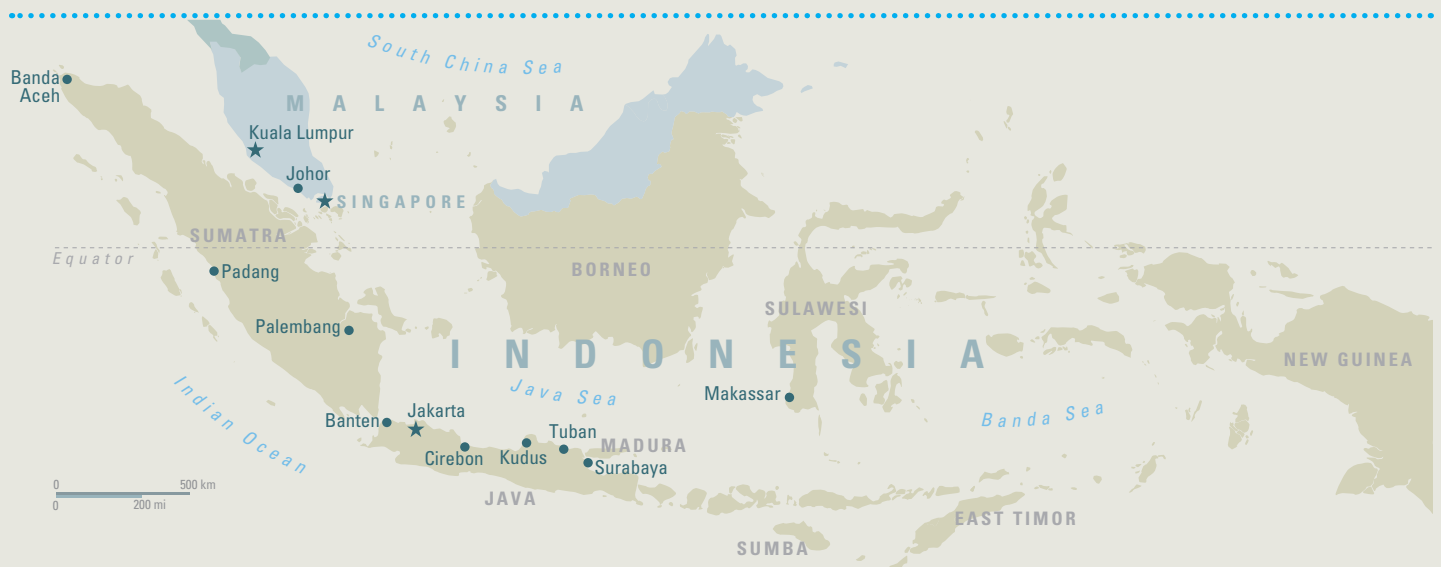 South China Sea
Banda
Aceh
MALAYSIA
Kuala Lumpur
Johor
SINGAPORE
SUMATRA
Equator
Padang
BORNEO
SULAWESI
Palembang
INDONESIA
NEW GUINEA
Java Sea
Makassar
Indian Ocean
Banda Sea
Jakarta
Banten
Tuban
MADURA
Cirebon
Kudus
Surabaya
0 500 km
0 200 mi
JAVA
EAST TIMOR
SUMBA